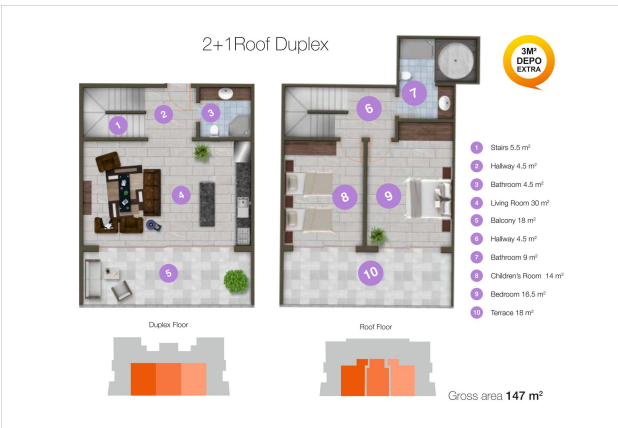 2+1Roof Duplex
3M²
DEPO
EXTRA
1
2
3
4
5
6
7
8
9
10
1 Stairs 5.5 m²
2 Hallway 4.5 m²
3 Bathroom 4.5 m²
4 Living Room 30 m²
5 Balcony 18 m²
6 Hallway 4.5 m²
7 Bathroom 9 m²
8 Children's Room 14 m²
9 Bedroom 16.5 m²
10 Terrace 18 m²
Duplex Floor
Roof Floor
Gross area 147 m²